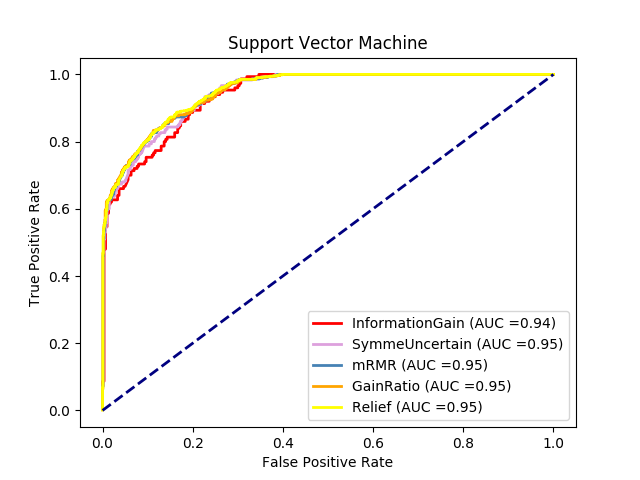 Support Vector Machine
1.0
0.8
0.6
0.4
0.2
0.0
True Positive Rate
InformationGain (AUC =0.94)
SymmeUncertain (AUC =0.95)
mRMR (AUC =0.95)
GainRatio (AUC =0.95)
Relief (AUC =0.95)
0.0 0.2 0.4 0.6 0.8 1.0
False Positive Rate